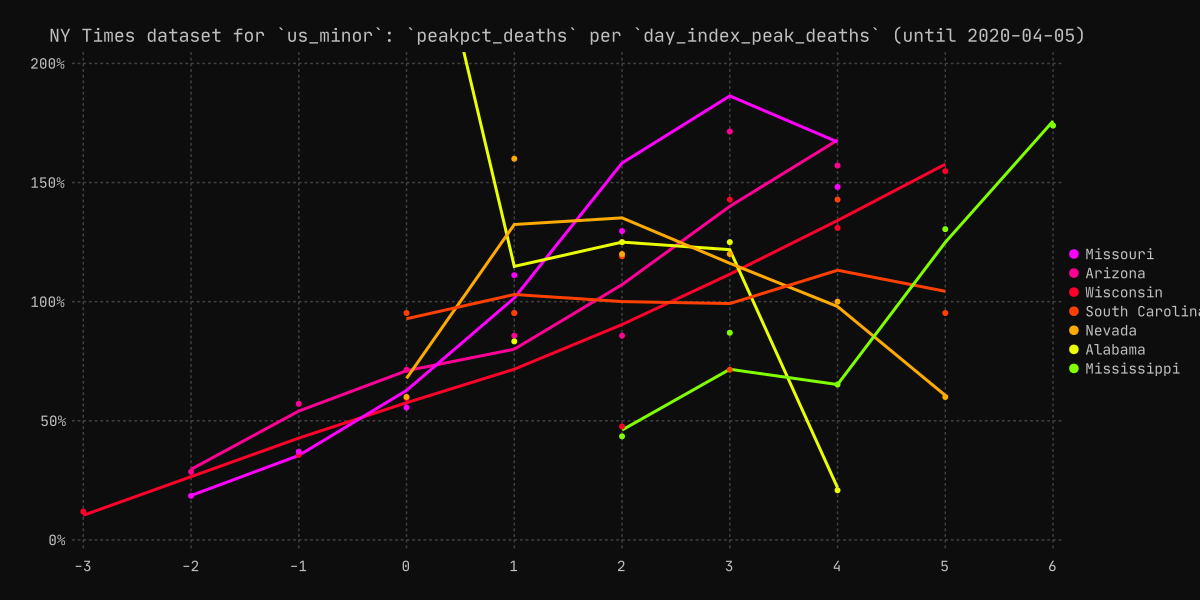 NY Times dataset for `us_minor`: `peakpct_deaths` per `day_index_peak_deaths` (until 2020-04-05)
200%
150%
100%
50%
0%
-3 -2 -1 0 1 2 3 4 5 6
Missouri
Arizona
Wisconsin
South Carolina
Nevada
Alabama
Mississippi